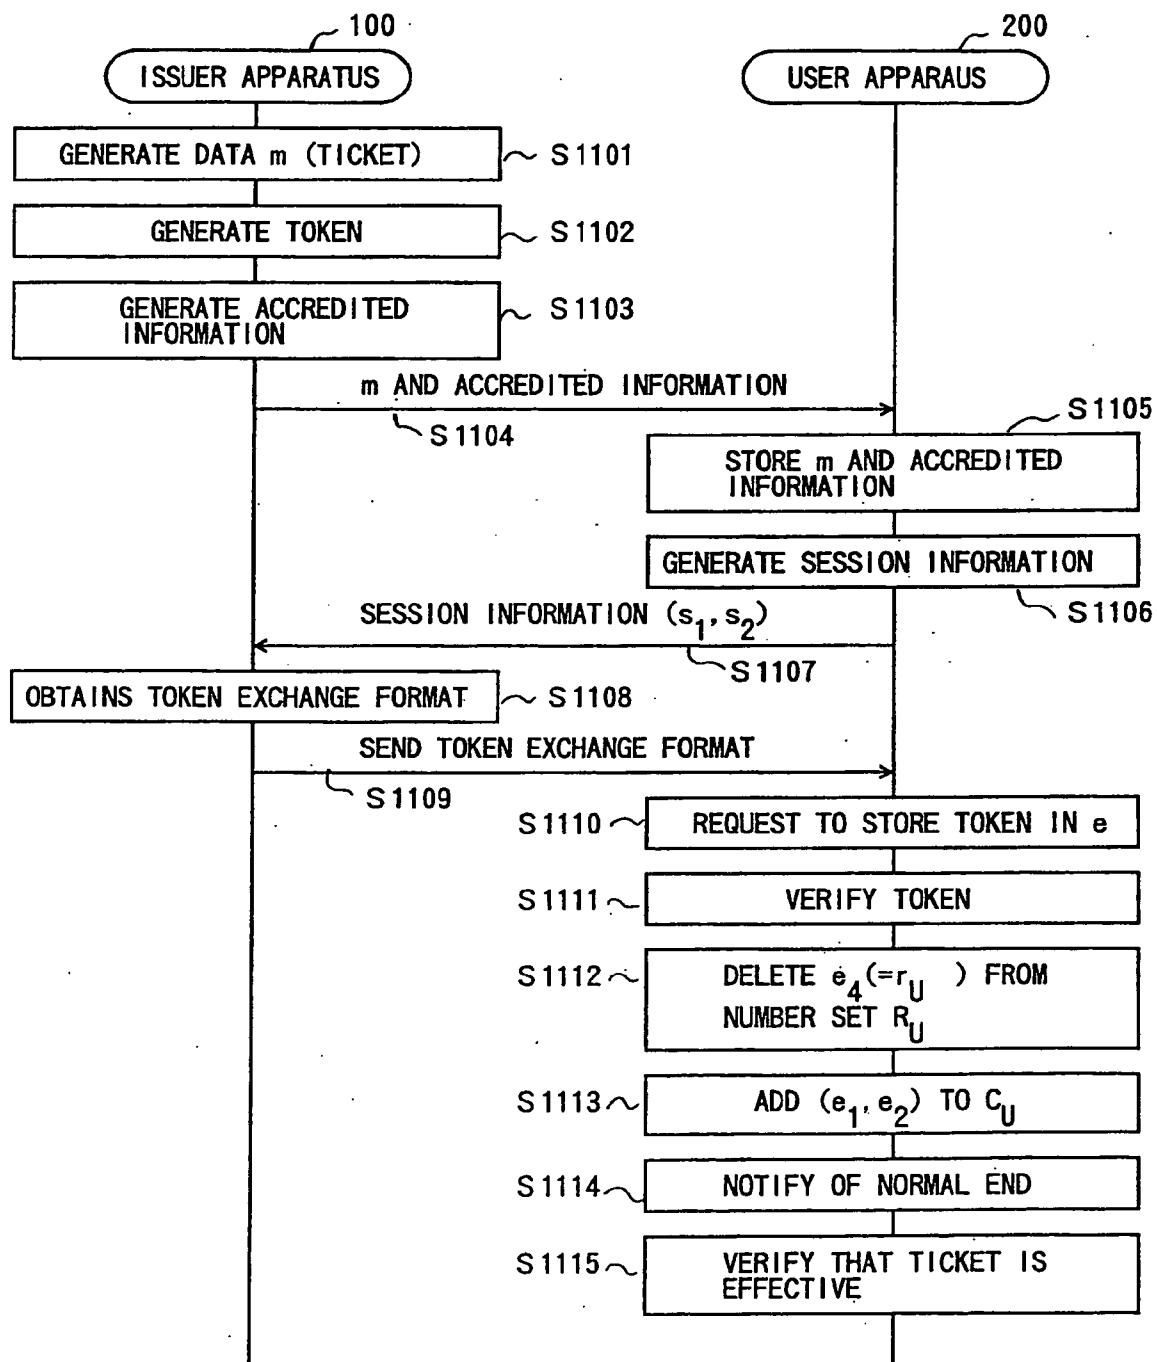 100
200
ISSUER APPARATUS
USER APPARAUS
GENERATE DATA m (TICKET)
S1101
GENERATE TOKEN
S1102
GENERATE ACCREDITED
INFORMATION
S1103
m AND ACCREDITED INFORMATION
S1104
S1105
STORE m AND ACCREDITED
INFORMATION
GENERATE SESSION INFORMATION
S1106
SESSION INFORMATION (s1, s2)
S1107
OBTAINS TOKEN EXCHANGE FORMAT
S1108
SEND TOKEN EXCHANGE FORMAT
S1109
S1110
REQUEST TO STORE TOKEN IN e
S1111
VERIFY TOKEN
S1112
DELETE e4(=rU ) FROM
NUMBER SET RU
S1113
ADD (e1, e2) TO CU
S1114
NOTIFY OF NORMAL END
S1115
VERIFY THAT TICKET IS
EFFECTIVE